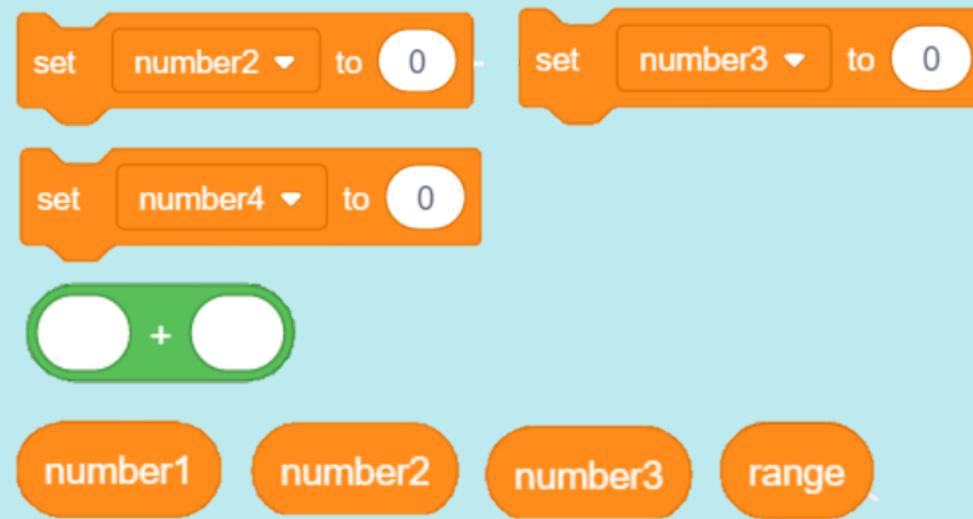 set number2 to 0 set number3 to 0
set number4 to 0
+
number1 number2 number3 range